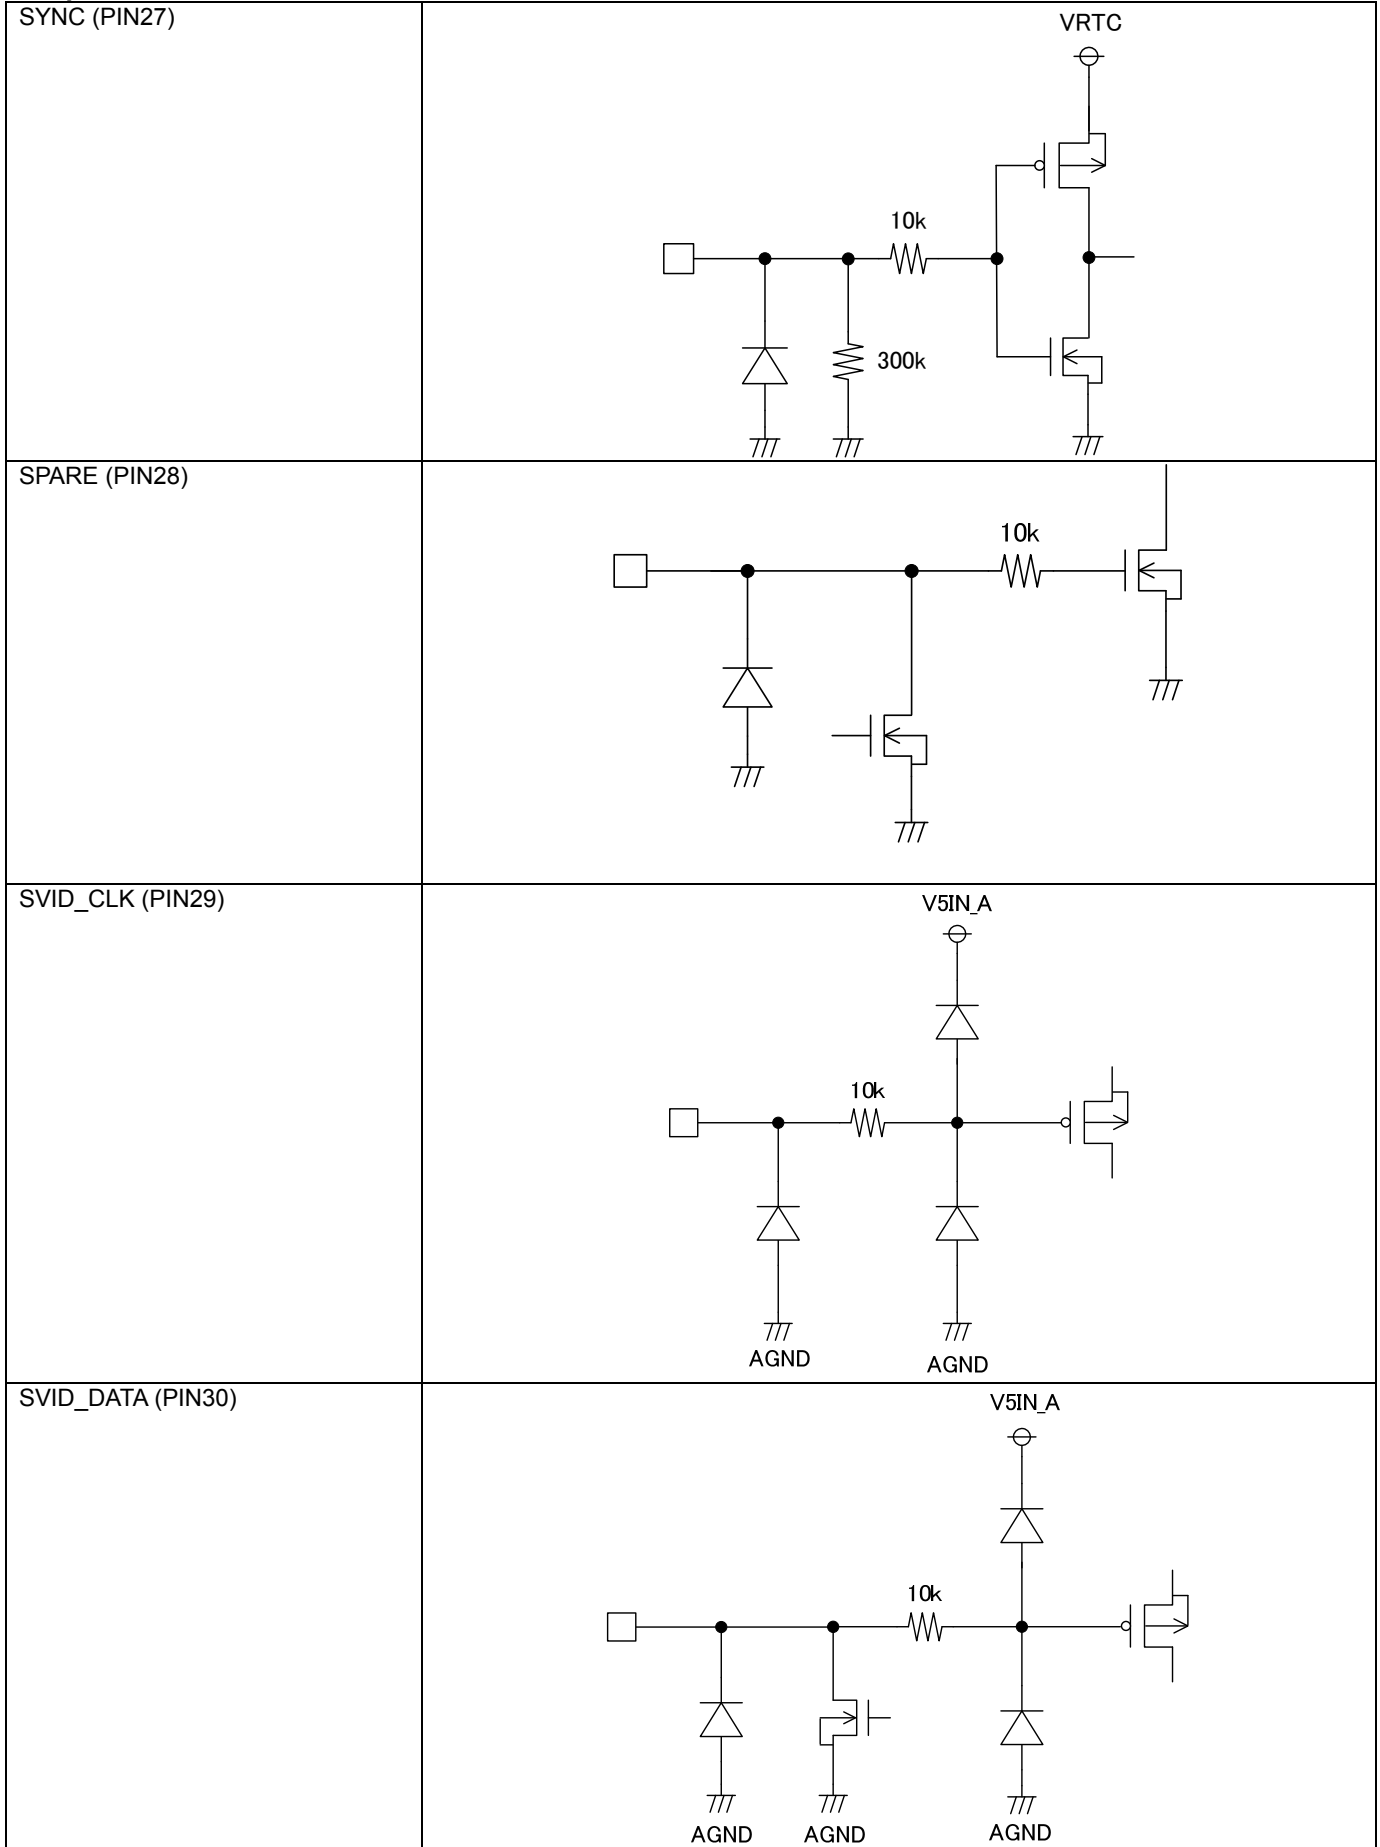 SYNC (PIN27)
VRTC
10k
300k
SPARE (PIN28)
10k
SVID_CLK (PIN29)
V5IN_A
10k
AGND
AGND
SVID_DATA (PIN30)
V5IN_A
10k
AGND
AGND
AGND